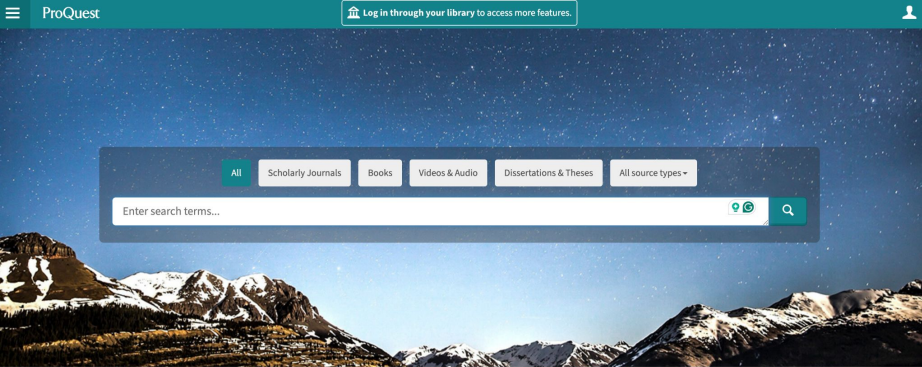 ProQuest
Log in through your library to access more features.
All
Scholarly Journals
Books
Videos & Audio
Dissertations & Theses
All source types
Enter search terms...